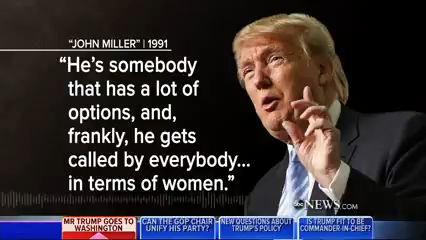 "JOHN MILLER" | 1991
"He's somebody
that has a lot of
options, and,
frankly, he gets
called by everybody...
in terms of women."
abcNEWS.COM
MR TRUMP GOES TO
WASHINGTON
CAN THE GOP CHAIR
UNIFY HIS PARTY?
NEW QUESTIONS ABOUT
TRUMP'S POLICY
IS TRUMP FIT TO BE
COMMANDER-IN-CHIEF?